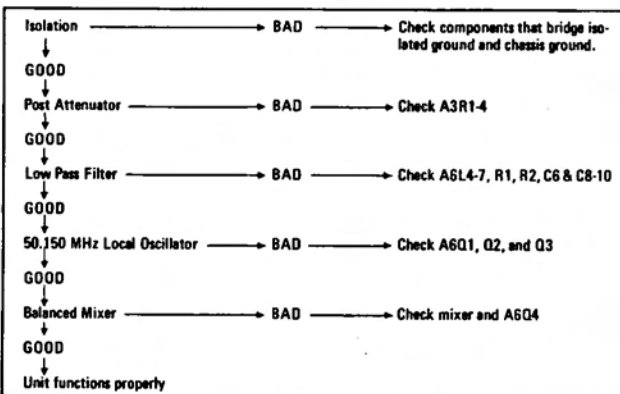 Isolation BAD Check components that bridge iso-
lated ground and chassis ground.
GOOD
Post Attenuator BAD Check A3R1-4
GOOD
Low Pass Filter BAD Check A6L4-7, R1, R2, C6 & C8-10
GOOD
50.150 MHz Local Oscillator BAD Check A6Q1, Q2, and Q3
GOOD
Balanced Mixer BAD Check mixer and A6Q4
GOOD
Unit functions properly